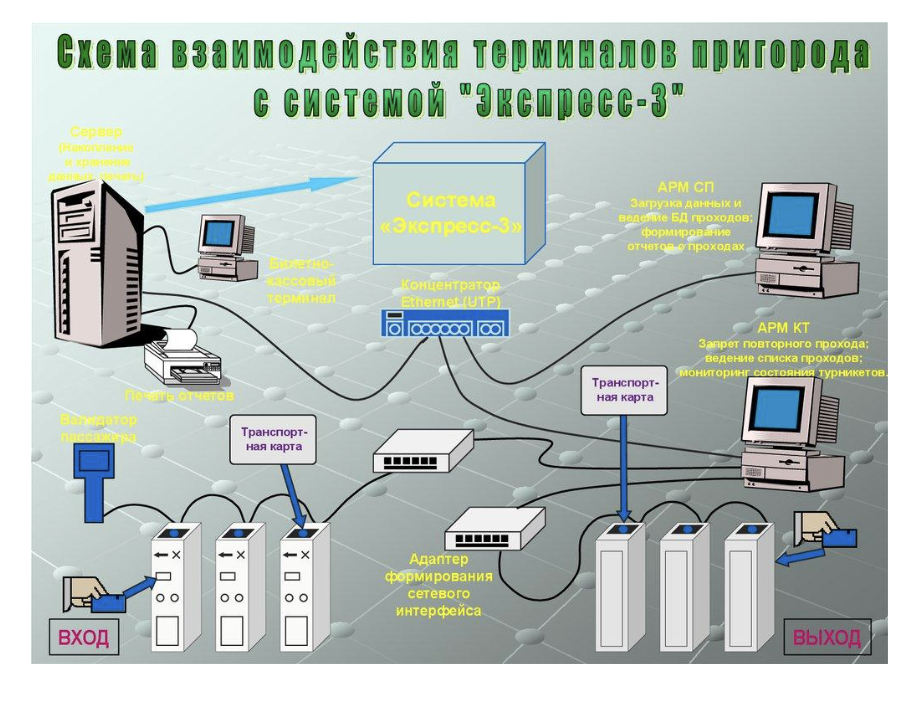 Схема взаимодействия терминалов пригорода
с системой "Экспресс-3"
Сервер
(Накопление
и хранение
данных, печать)
Система
«Экспресс-3»
АРМ СП
Загрузка данных и
ведение БД проходов;
формирование
отчетов о проходах
Билетно-
кассовый
терминал
Концентратор
Ethernet (UTP)
АРМ КТ
Запрет повторного прохода;
ведение списка проходов;
мониторинг состояния турникетов.
Печать отчетов
Транспорт-
ная карта
Валидатор
пассажира
Транспорт-
ная карта
Адаптер
формирования
сетевого
интерфейса
ВХОД
ВЫХОД